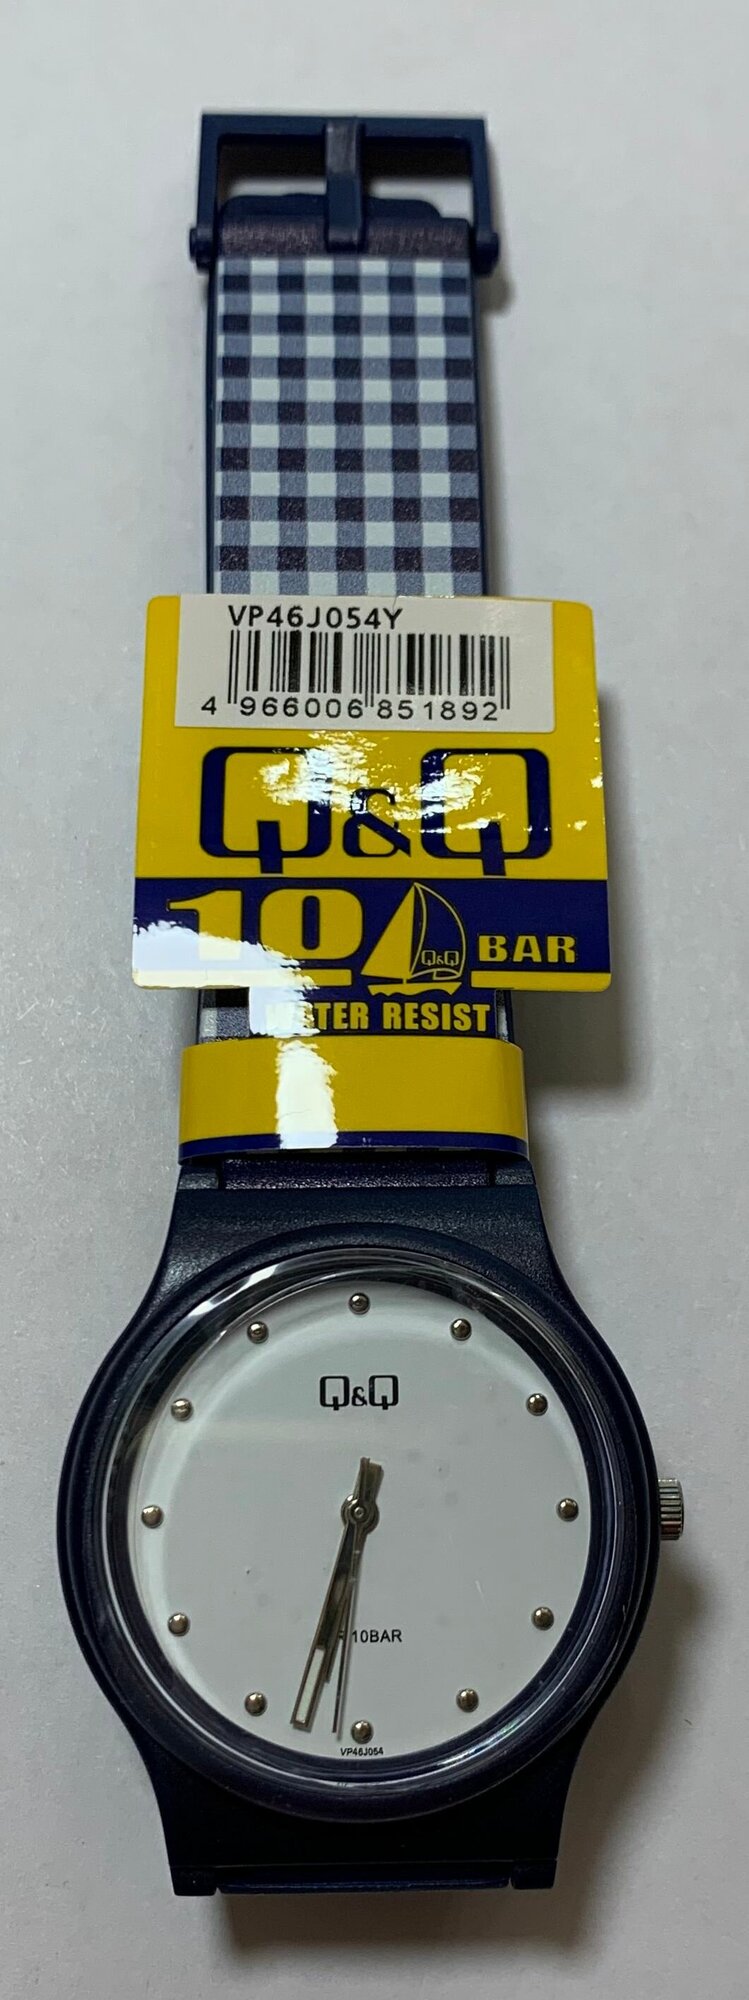 VP46J054Y
4 966006 851892
Q&Q
10 BAR
Q&Q
WATER RESIST
Q&Q
10BAR
VP46J054